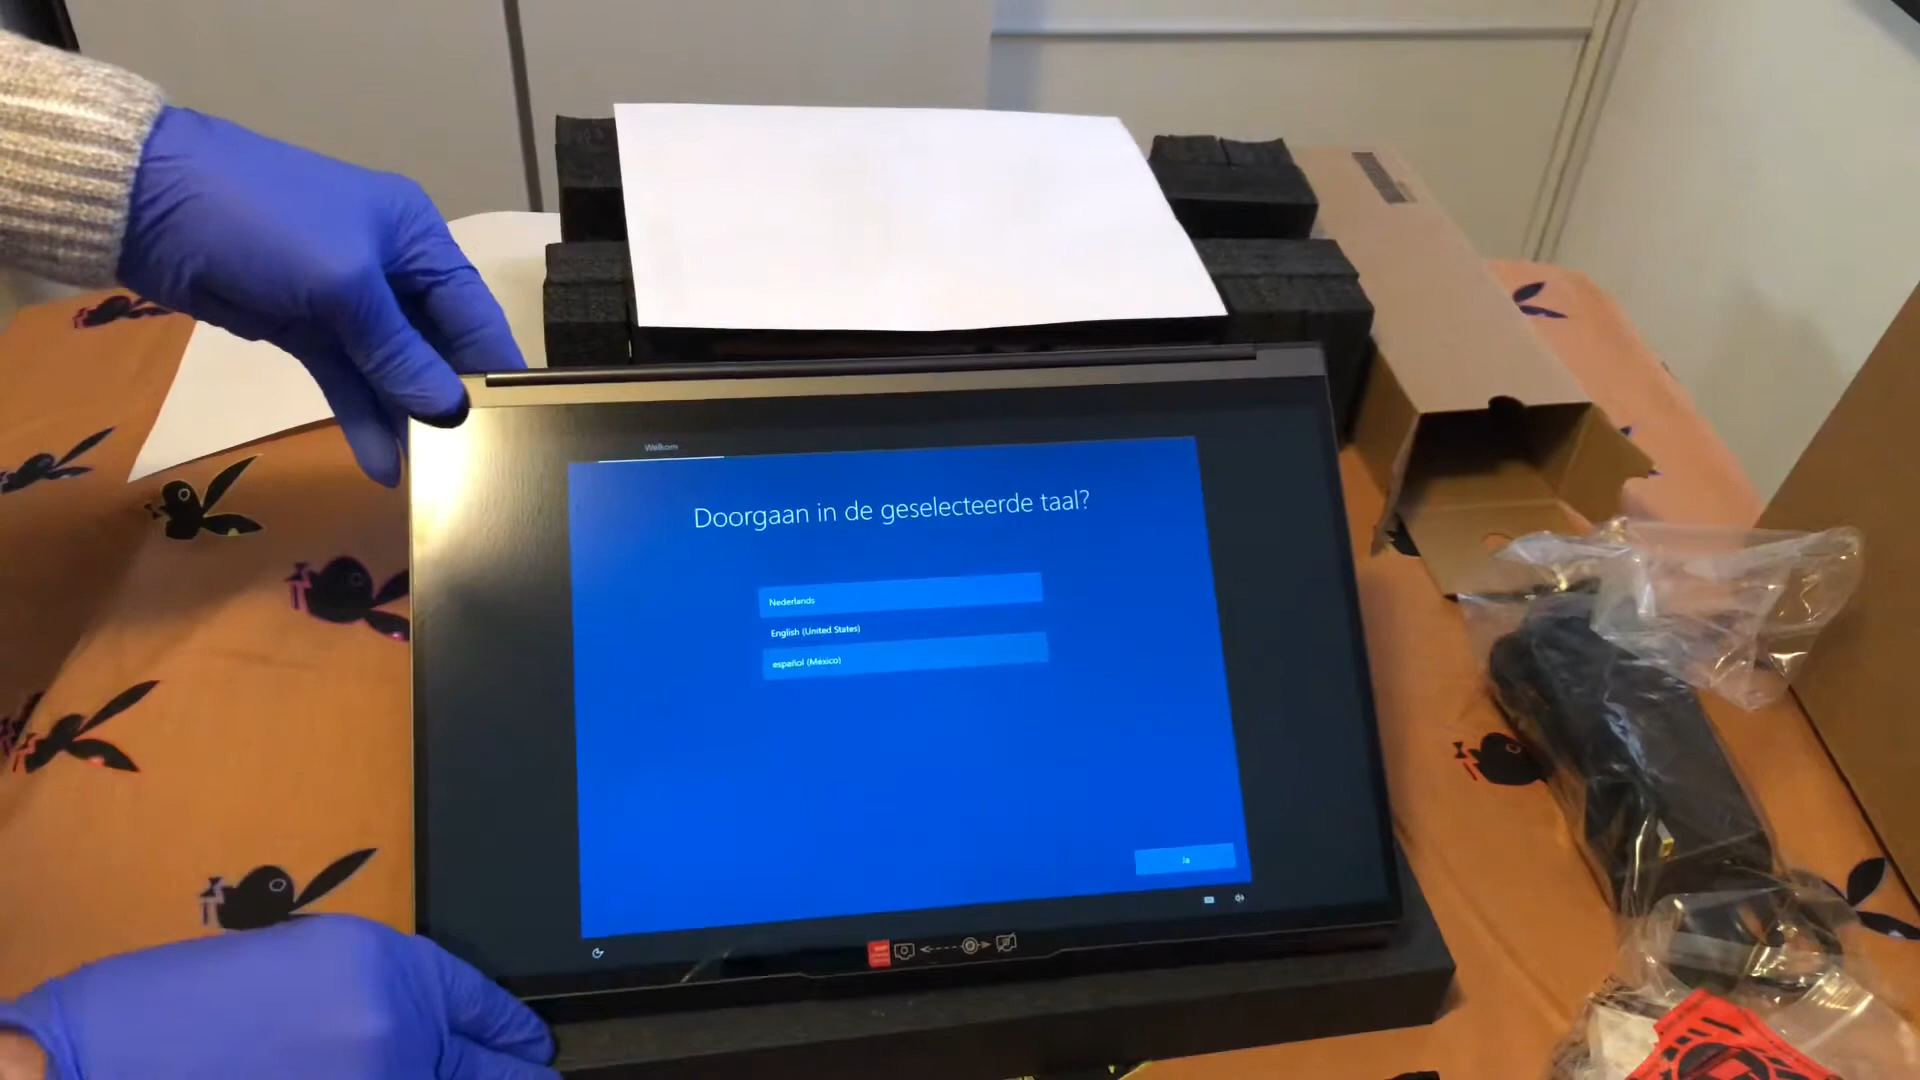 Welkom
Doorgaan in de geselecteerde taal?
Nederlands
English (United States)
español (México)
Ja